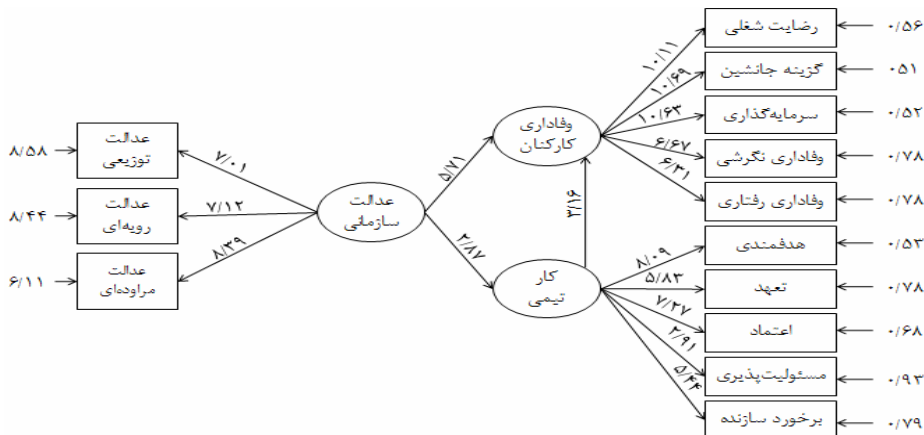 رضایت شغلی
۰/۵۶
۱۰/۱۱
گزینه جانشین
۰۵۱
۱۰/۶۹
سرمایه‌گذاری
۰/۵۲
۱۰/۶۳
وفاداری نگرشی
۰/۷۸
۶/۶۷
وفاداری رفتاری
۰/۷۸
۶/۳۱
وفاداری
کارکنان
۵/۷۱
۳/۱۶
عدالت
سازمانی
۲/۸۷
کار
تیمی
عدالت
توزیعی
۸/۵۸
۷/۰۱
عدالت
رویه‌ای
۸/۴۴
۷/۱۲
عدالت
مراوده‌ای
۶/۱۱
۸/۳۹
هدفمندی
۰/۵۳
۸/۰۹
تعهد
۰/۷۸
۵/۸۳
اعتماد
۰/۶۸
۷/۲۷
مسئولیت‌پذیری
۰/۹۳
۲/۹۱
برخورد سازنده
۰/۷۹
۵/۴۴